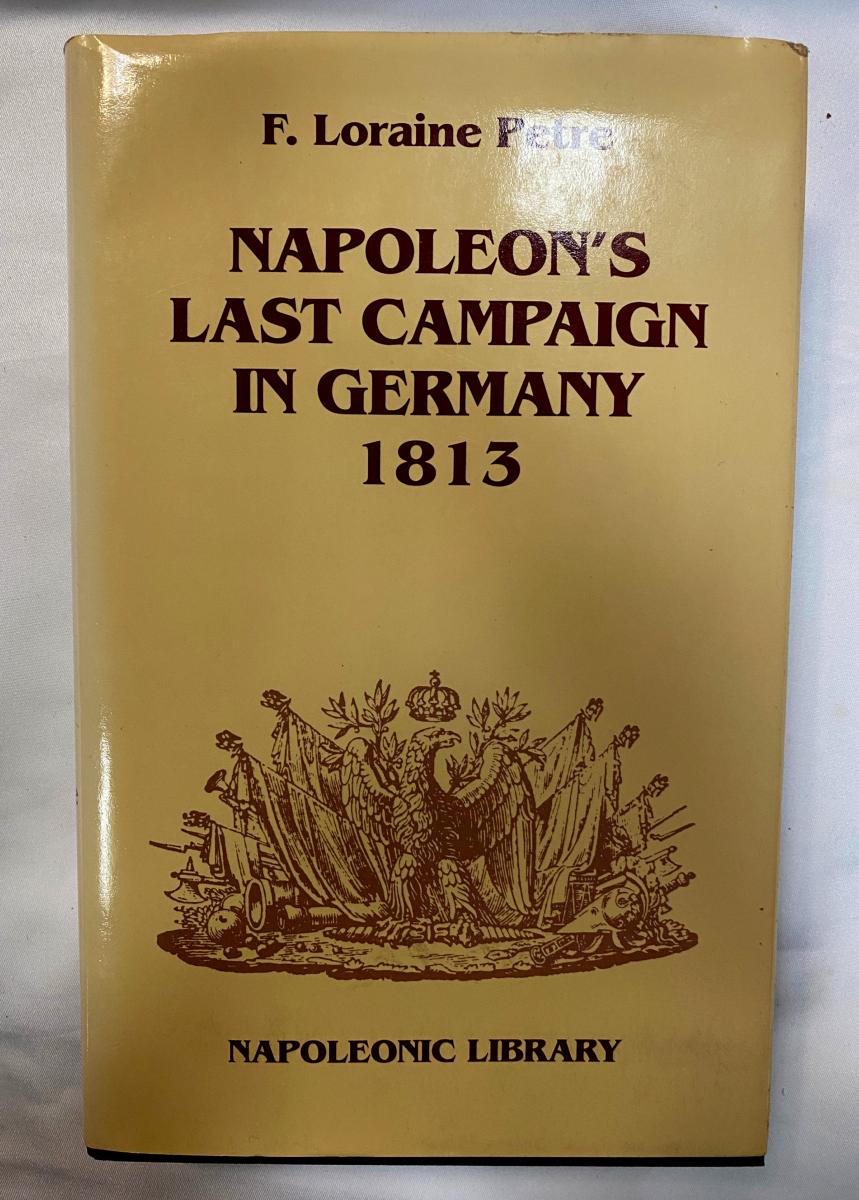 F. Loraine Petre
NAPOLEON'S
LAST CAMPAIGN
IN GERMANY
1813
NAPOLEONIC LIBRARY